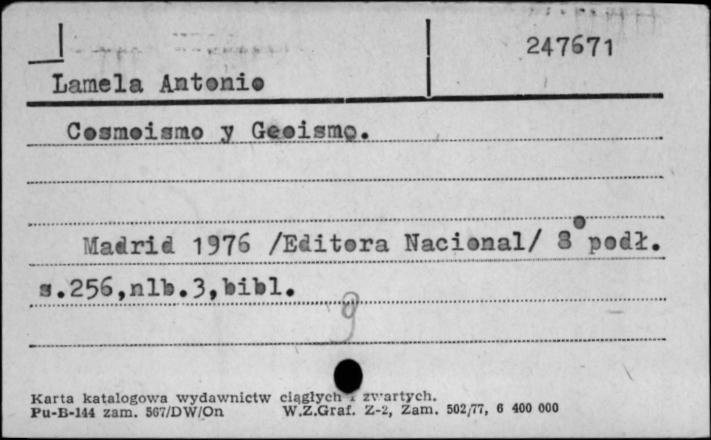 247671
Lamela Antonio
Cosmoismo y Geoismo.
Madrid 1976 /Editora Nacional/ 8° podł.
s.256,nlb.3,bibl.
g
Karta katalogowa wydawnictw ciągłych i zwartych.
Pu-B-144 zam. 567/DW/On W.Z.Graf. Z-2, Zam. 502/77, 6 400 000